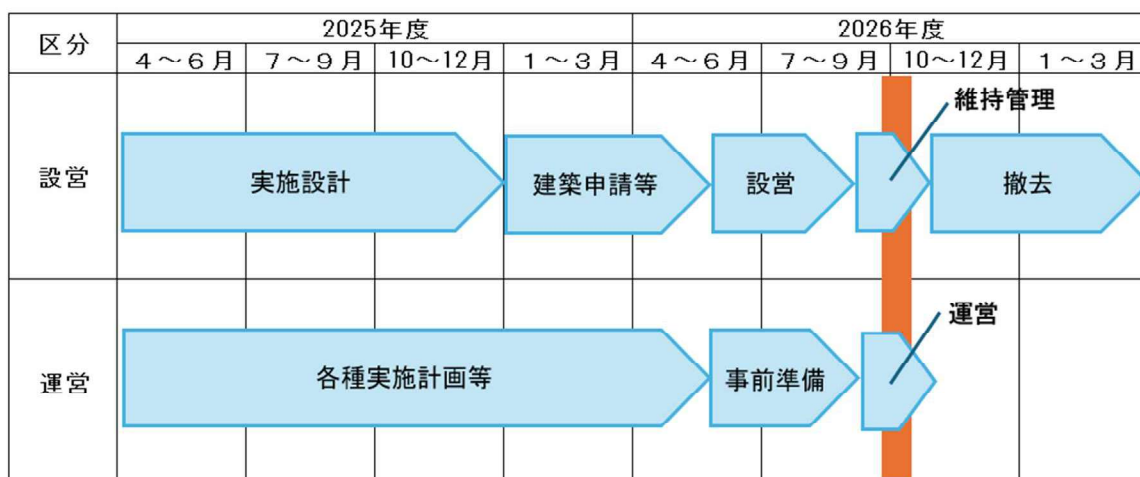 区分
2025年度
2026年度
4～6月
7～9月
10～12月
1～3月
4～6月
7～9月
10～12月
1～3月
維持管理
設営
実施設計
建築申請等
設営
撤去
運営
運営
各種実施計画等
事前準備